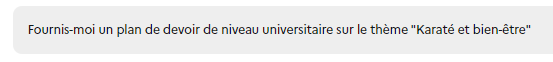 Fournis-moi un plan de devoir de niveau universitaire sur le thème "Karaté et bien-être"